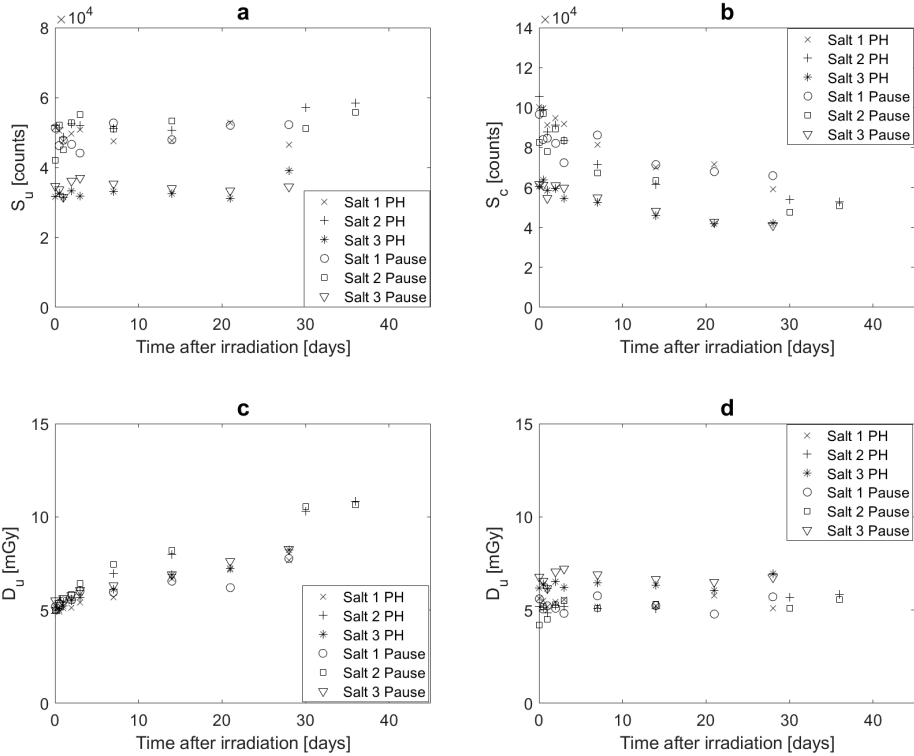 a
× 10⁴
8
6
4
2
0
S_u [counts]
0 10 20 30 40
Time after irradiation [days]
Salt 1 PH
Salt 2 PH
Salt 3 PH
Salt 1 Pause
Salt 2 Pause
Salt 3 Pause
b
× 10⁴
14
12
10
8
6
4
2
0
S_c [counts]
0 10 20 30 40
Time after irradiation [days]
Salt 1 PH
Salt 2 PH
Salt 3 PH
Salt 1 Pause
Salt 2 Pause
Salt 3 Pause
c
15
10
5
0
D_u [mGy]
0 10 20 30 40
Time after irradiation [days]
Salt 1 PH
Salt 2 PH
Salt 3 PH
Salt 1 Pause
Salt 2 Pause
Salt 3 Pause
d
15
10
5
0
D_u [mGy]
0 10 20 30 40
Time after irradiation [days]
Salt 1 PH
Salt 2 PH
Salt 3 PH
Salt 1 Pause
Salt 2 Pause
Salt 3 Pause